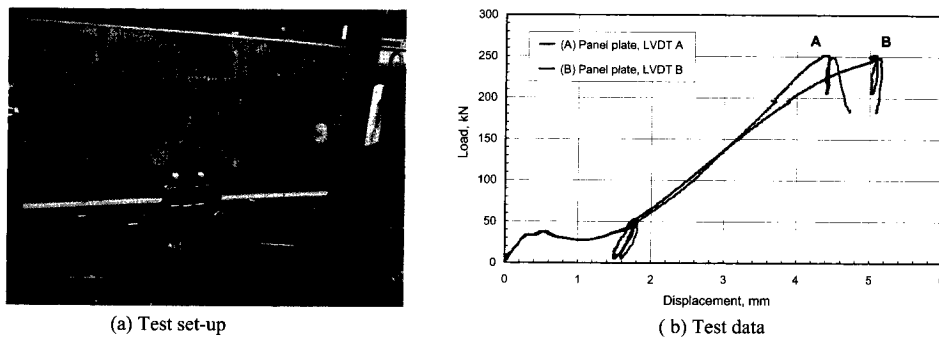 300
250
200
150
100
50
0
Load, kN
(A) Panel plate, LVDT A
(B) Panel plate, LVDT B
A
B
0
1
2
3
4
5
6
Displacement, mm
(a) Test set-up
( b) Test data